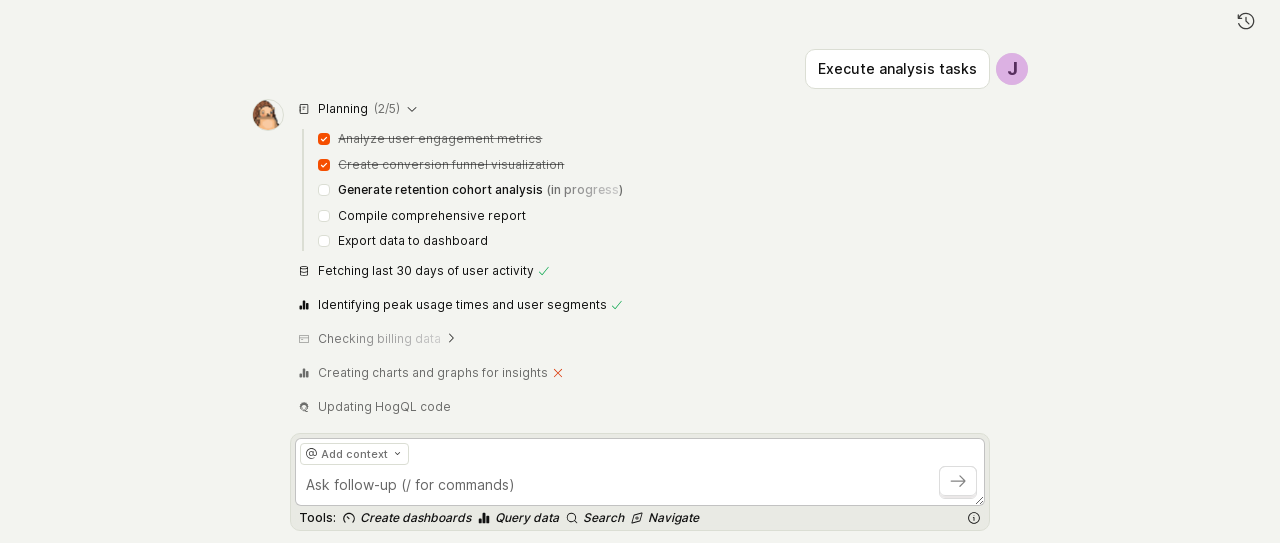 Execute analysis tasks
J
Planning (2/5)
Analyze user engagement metrics
Create conversion funnel visualization
Generate retention cohort analysis (in progress)
Compile comprehensive report
Export data to dashboard
Fetching last 30 days of user activity
Identifying peak usage times and user segments
Checking billing data
Creating charts and graphs for insights
Updating HogQL code
@ Add context
Ask follow-up (/ for commands)
Tools: Create dashboards Query data Search Navigate